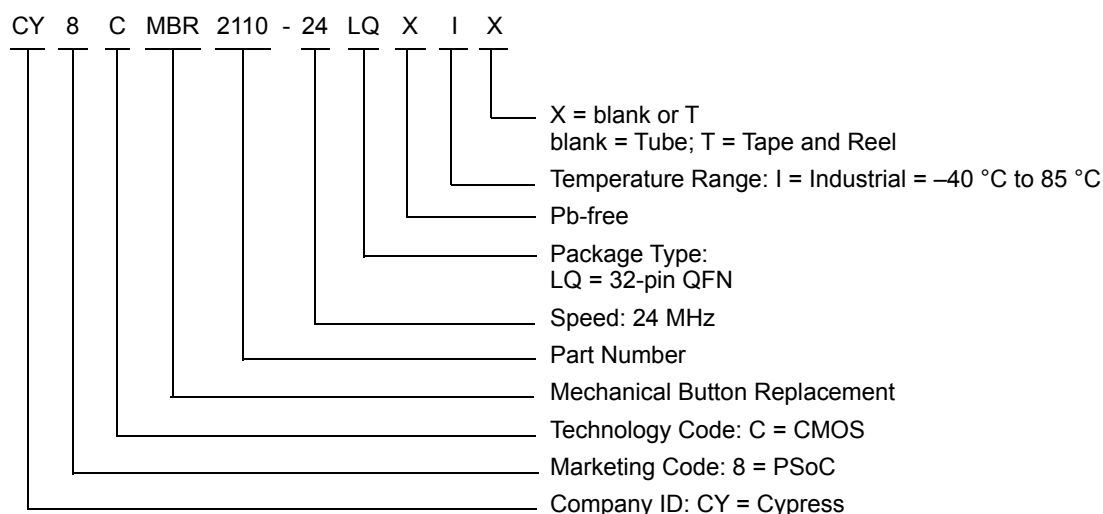 CY 8 C MBR 2110 - 24 LQ X I X
X = blank or T
blank = Tube; T = Tape and Reel
Temperature Range: I = Industrial = –40 °C to 85 °C
Pb-free
Package Type:
LQ = 32-pin QFN
Speed: 24 MHz
Part Number
Mechanical Button Replacement
Technology Code: C = CMOS
Marketing Code: 8 = PSoC
Company ID: CY = Cypress